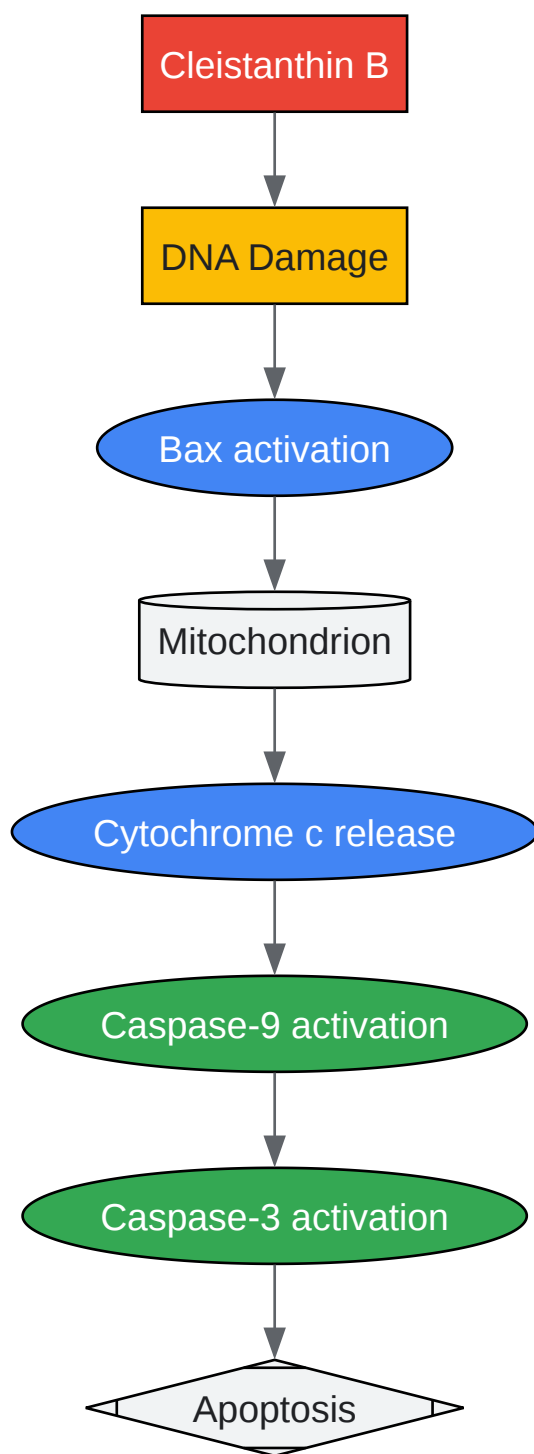 Cleistanthin B
DNA Damage
Bax activation
Mitochondrion
Cytochrome c release
Caspase-9 activation
Caspase-3 activation
Apoptosis